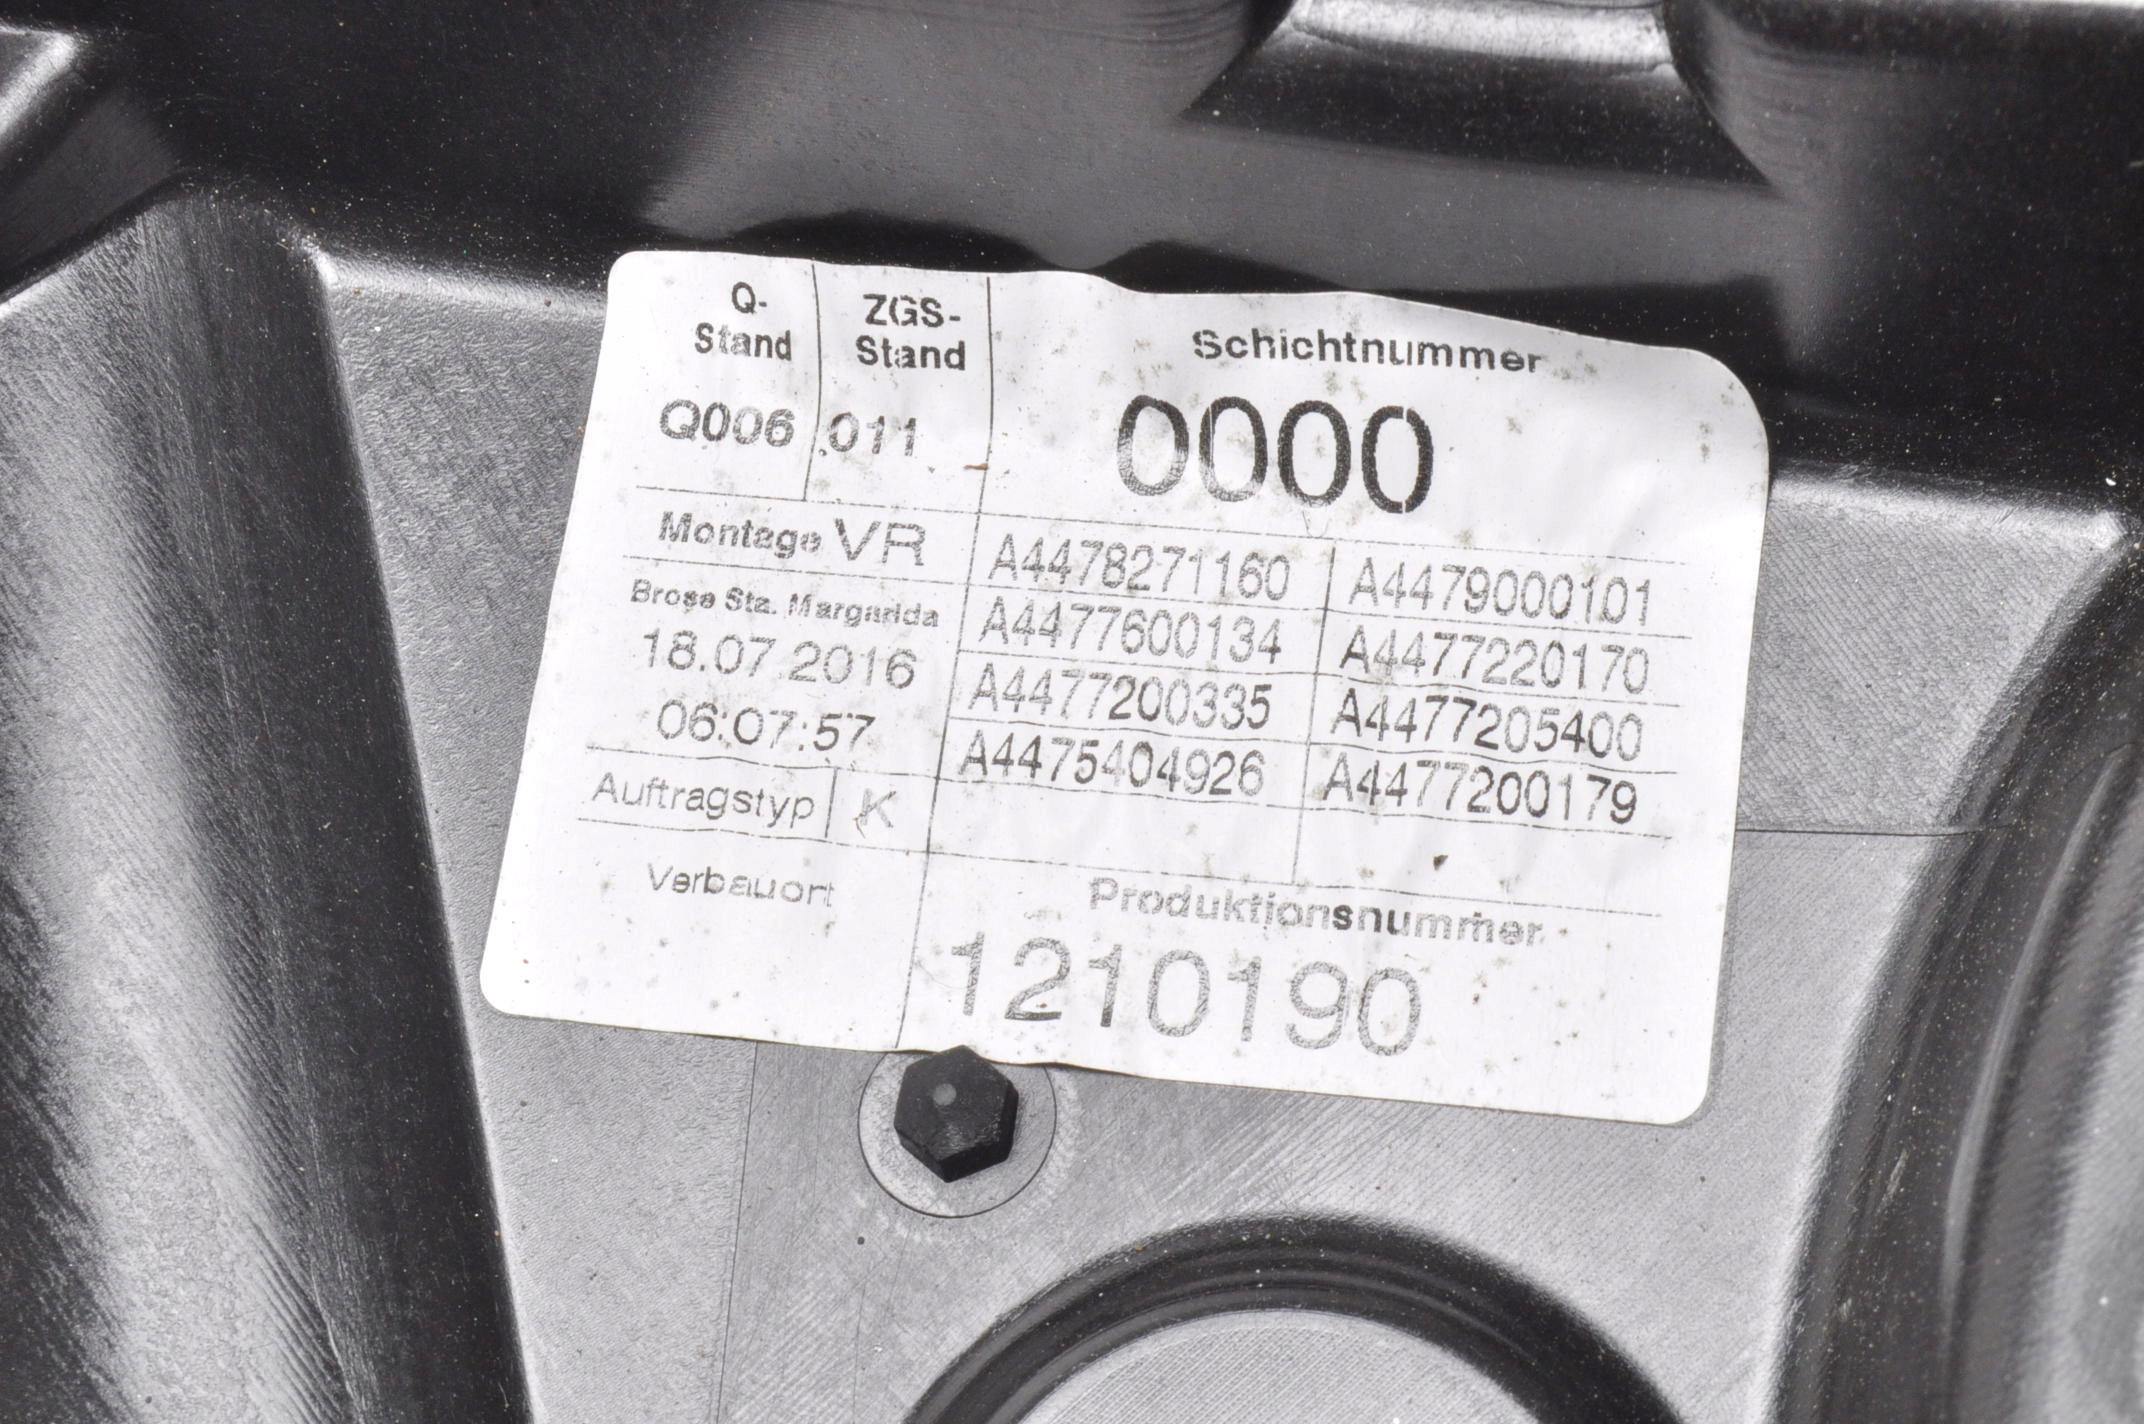 Q-
Stand
ZGS-
Stand
Schichtnummer
Q006
.011
0000
Montage VR
A4478271160
A4479000101
Brose Sta. Margarida
A4477600134
A4477220170
18.07.2016
A4477200335
A4477205400
06:07:57
A4475404926
A4477200179
Auftragstyp K
Verbauort
Produktionsnummer
1210190